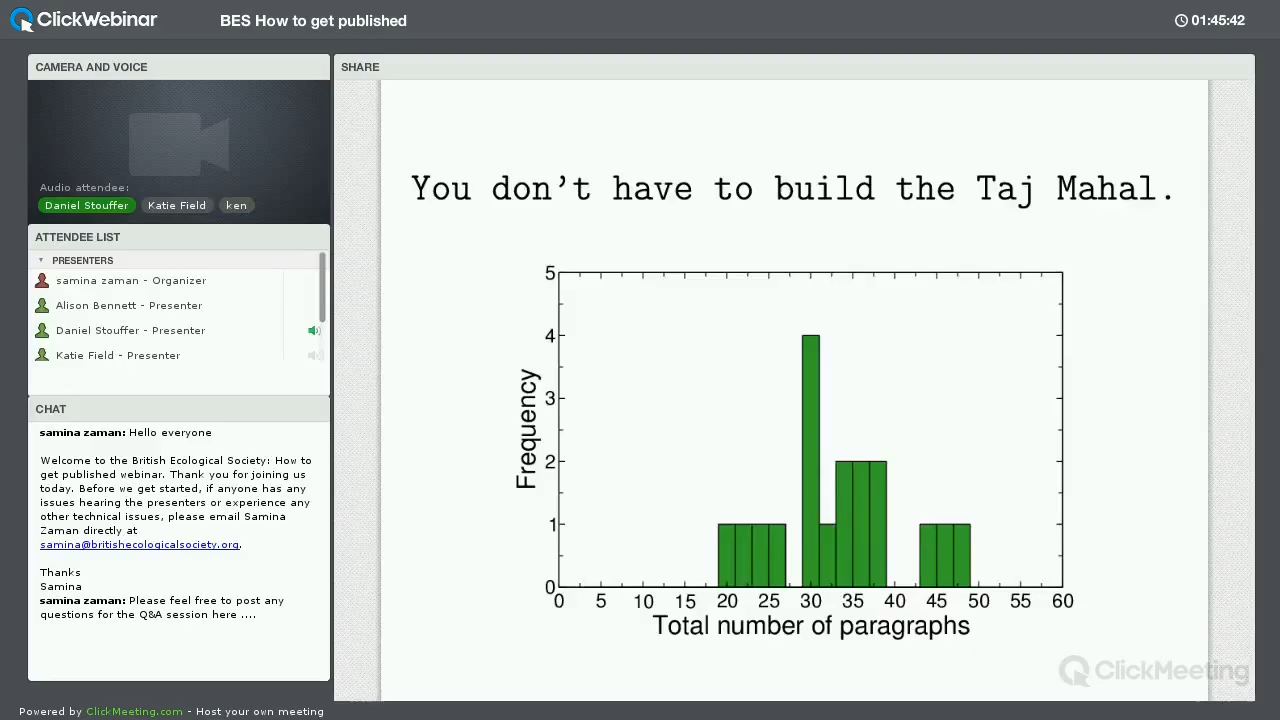 ClickWebinar
BES How to get published
01:45:42
CAMERA AND VOICE
Audio attendee:
Daniel Stouffer
Katie Field
ken
ATTENDEE LIST
PRESENTERS
samina zaman - Organizer
Alison Bennett - Presenter
Daniel Stouffer - Presenter
Katie Field - Presenter
CHAT
samina zaman: Hello everyone
Welcome to the British Ecological Society: How to
get published webinar. Thank you for joining us
today. Before we get started, if anyone has any
issues hearing the presenters or experience any
other technical issues, please email Samina
Zaman directly at
samina@britishecologicalsociety.org.
Thanks
Samina
samina zaman: Please feel free to post any
questions for the Q&A session here ....
Powered by ClickMeeting.com - Host your own meeting
SHARE
You don't have to build the Taj Mahal.
Frequency
5
4
3
2
1
0
0 5 10 15 20 25 30 35 40 45 50 55 60
Total number of paragraphs
ClickMeeting